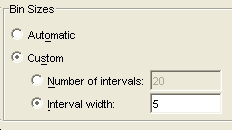 Bin Sizes
Automatic
Custom
Number of intervals: 20
Interval width: 5